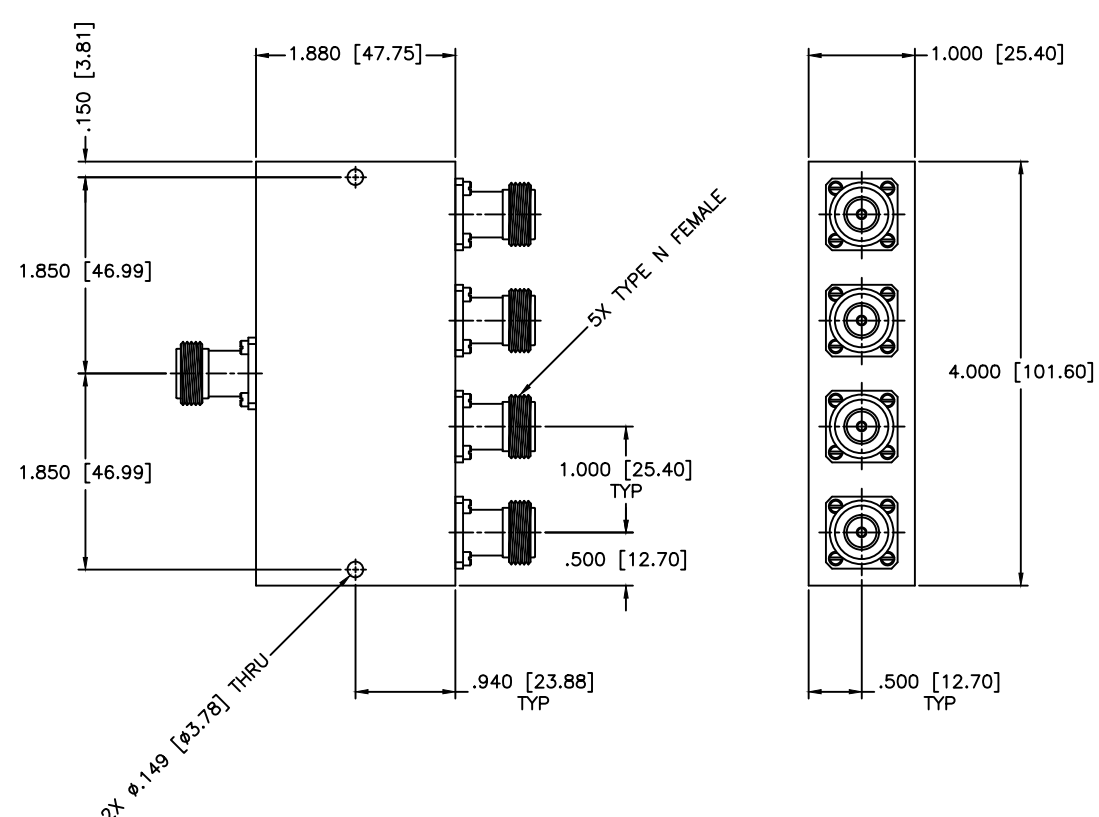 .150 [3.81]
1.880 [47.75]
1.000 [25.40]
1.850 [46.99]
5X TYPE N FEMALE
4.000 [101.60]
1.850 [46.99]
1.000 [25.40]
TYP
.500 [12.70]
.940 [23.88]
TYP
.500 [12.70]
TYP
2X ø.149 [ø3.78] THRU